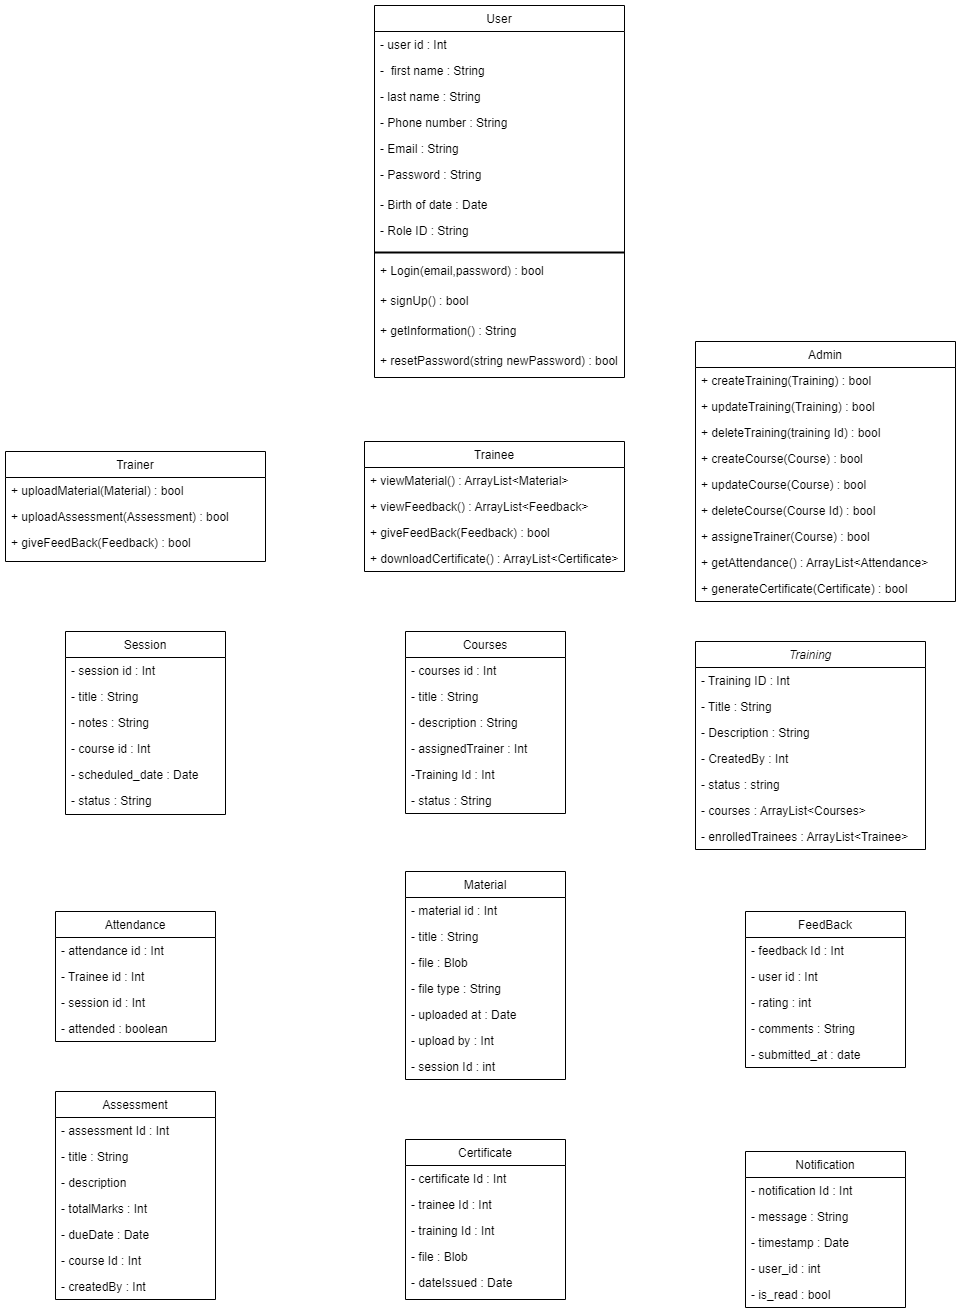 User
- user id : Int
-  first name : String
- last name : String
- Phone number : String
- Email : String
- Password : String
- Birth of date : Date
- Role ID : String
+ Login(email,password) : bool
+ signUp() : bool
+ getInformation() : String
+ resetPassword(string newPassword) : bool
Admin
+ createTraining(Training) : bool
+ updateTraining(Training) : bool
+ deleteTraining(training Id) : bool
+ createCourse(Course) : bool
+ updateCourse(Course) : bool
+ deleteCourse(Course Id) : bool
+ assigneTrainer(Course) : bool
+ getAttendance() : ArrayList<Attendance>
+ generateCertificate(Certificate) : bool
Trainer
+ uploadMaterial(Material) : bool
+ uploadAssessment(Assessment) : bool
+ giveFeedBack(Feedback) : bool
Trainee
+ viewMaterial() : ArrayList<Material>
+ viewFeedback() : ArrayList<Feedback>
+ giveFeedBack(Feedback) : bool
+ downloadCertificate() : ArrayList<Certificate>
Session
- session id : Int
- title : String
- notes : String
- course id : Int
- scheduled_date : Date
- status : String
Courses
- courses id : Int
- title : String
- description : String
- assignedTrainer : Int
-Training Id : Int
- status : String
Training
- Training ID : Int
- Title : String
- Description : String
- CreatedBy : Int
- status : string
- courses : ArrayList<Courses>
- enrolledTrainees : ArrayList<Trainee>
Attendance
- attendance id : Int
- Trainee id : Int
- session id : Int
- attended : boolean
Material
- material id : Int
- title : String
- file : Blob
- file type : String
- uploaded at : Date
- upload by : Int
- session Id : int
FeedBack
- feedback Id : Int
- user id : Int
- rating : int
- comments : String
- submitted_at : date
Assessment
- assessment Id : Int
- title : String
- description
- totalMarks : Int
- dueDate : Date
- course Id : Int
- createdBy : Int
Certificate
- certificate Id : Int
- trainee Id : Int
- training Id : Int
- file : Blob
- dateIssued : Date
Notification
- notification Id : Int
- message : String
- timestamp : Date
- user_id : int
- is_read : bool